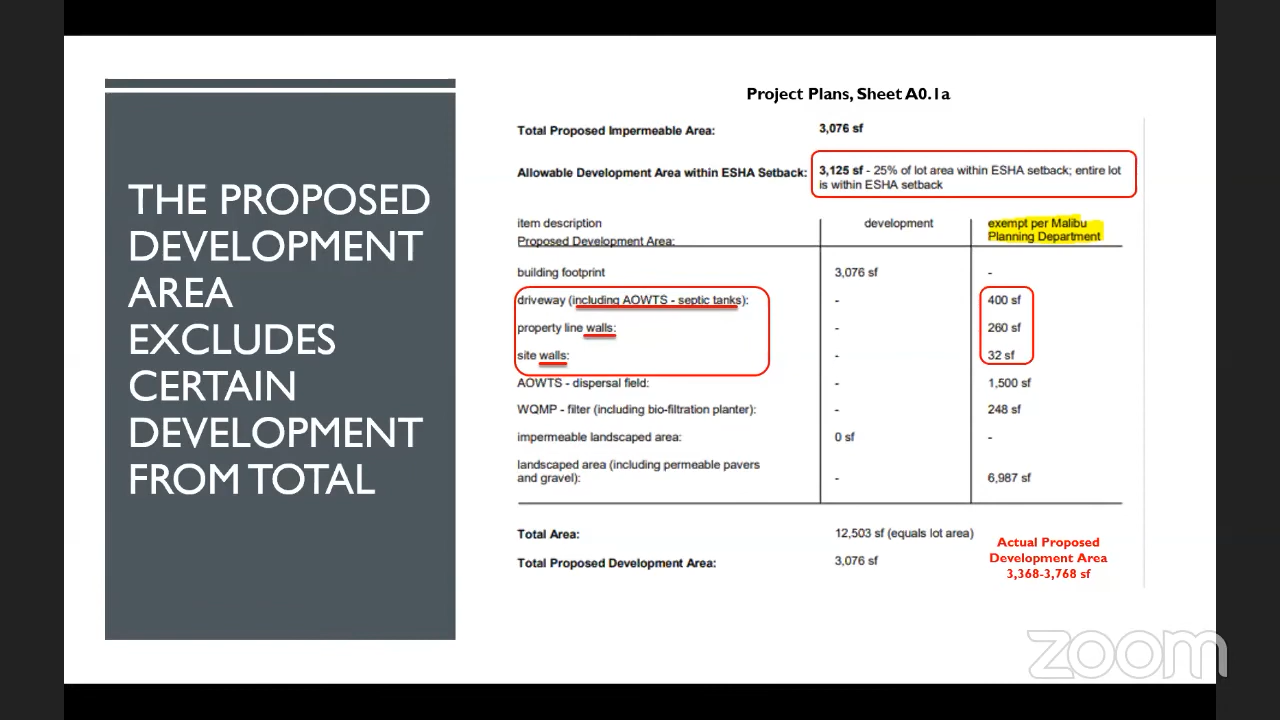 THE PROPOSED
DEVELOPMENT
AREA
EXCLUDES
CERTAIN
DEVELOPMENT
FROM TOTAL
Project Plans, Sheet A0.1a
Total Proposed Impermeable Area: 3,076 sf
Allowable Development Area within ESHA Setback: 3,125 sf - 25% of lot area within ESHA setback; entire lot
is within ESHA setback
item description development exempt per Malibu
Proposed Development Area: Planning Department
building footprint 3,076 sf -
driveway (including AOWTS - septic tanks): - 400 sf
property line walls: - 260 sf
site walls: - 32 sf
AOWTS - dispersal field: - 1,500 sf
WQMP - filter (including bio-filtration planter): - 248 sf
impermeable landscaped area: 0 sf -
landscaped area (including permeable pavers
and gravel): - 6,987 sf
Total Area: 12,503 sf (equals lot area)
Total Proposed Development Area: 3,076 sf
Actual Proposed
Development Area
3,368-3,768 sf
zoom